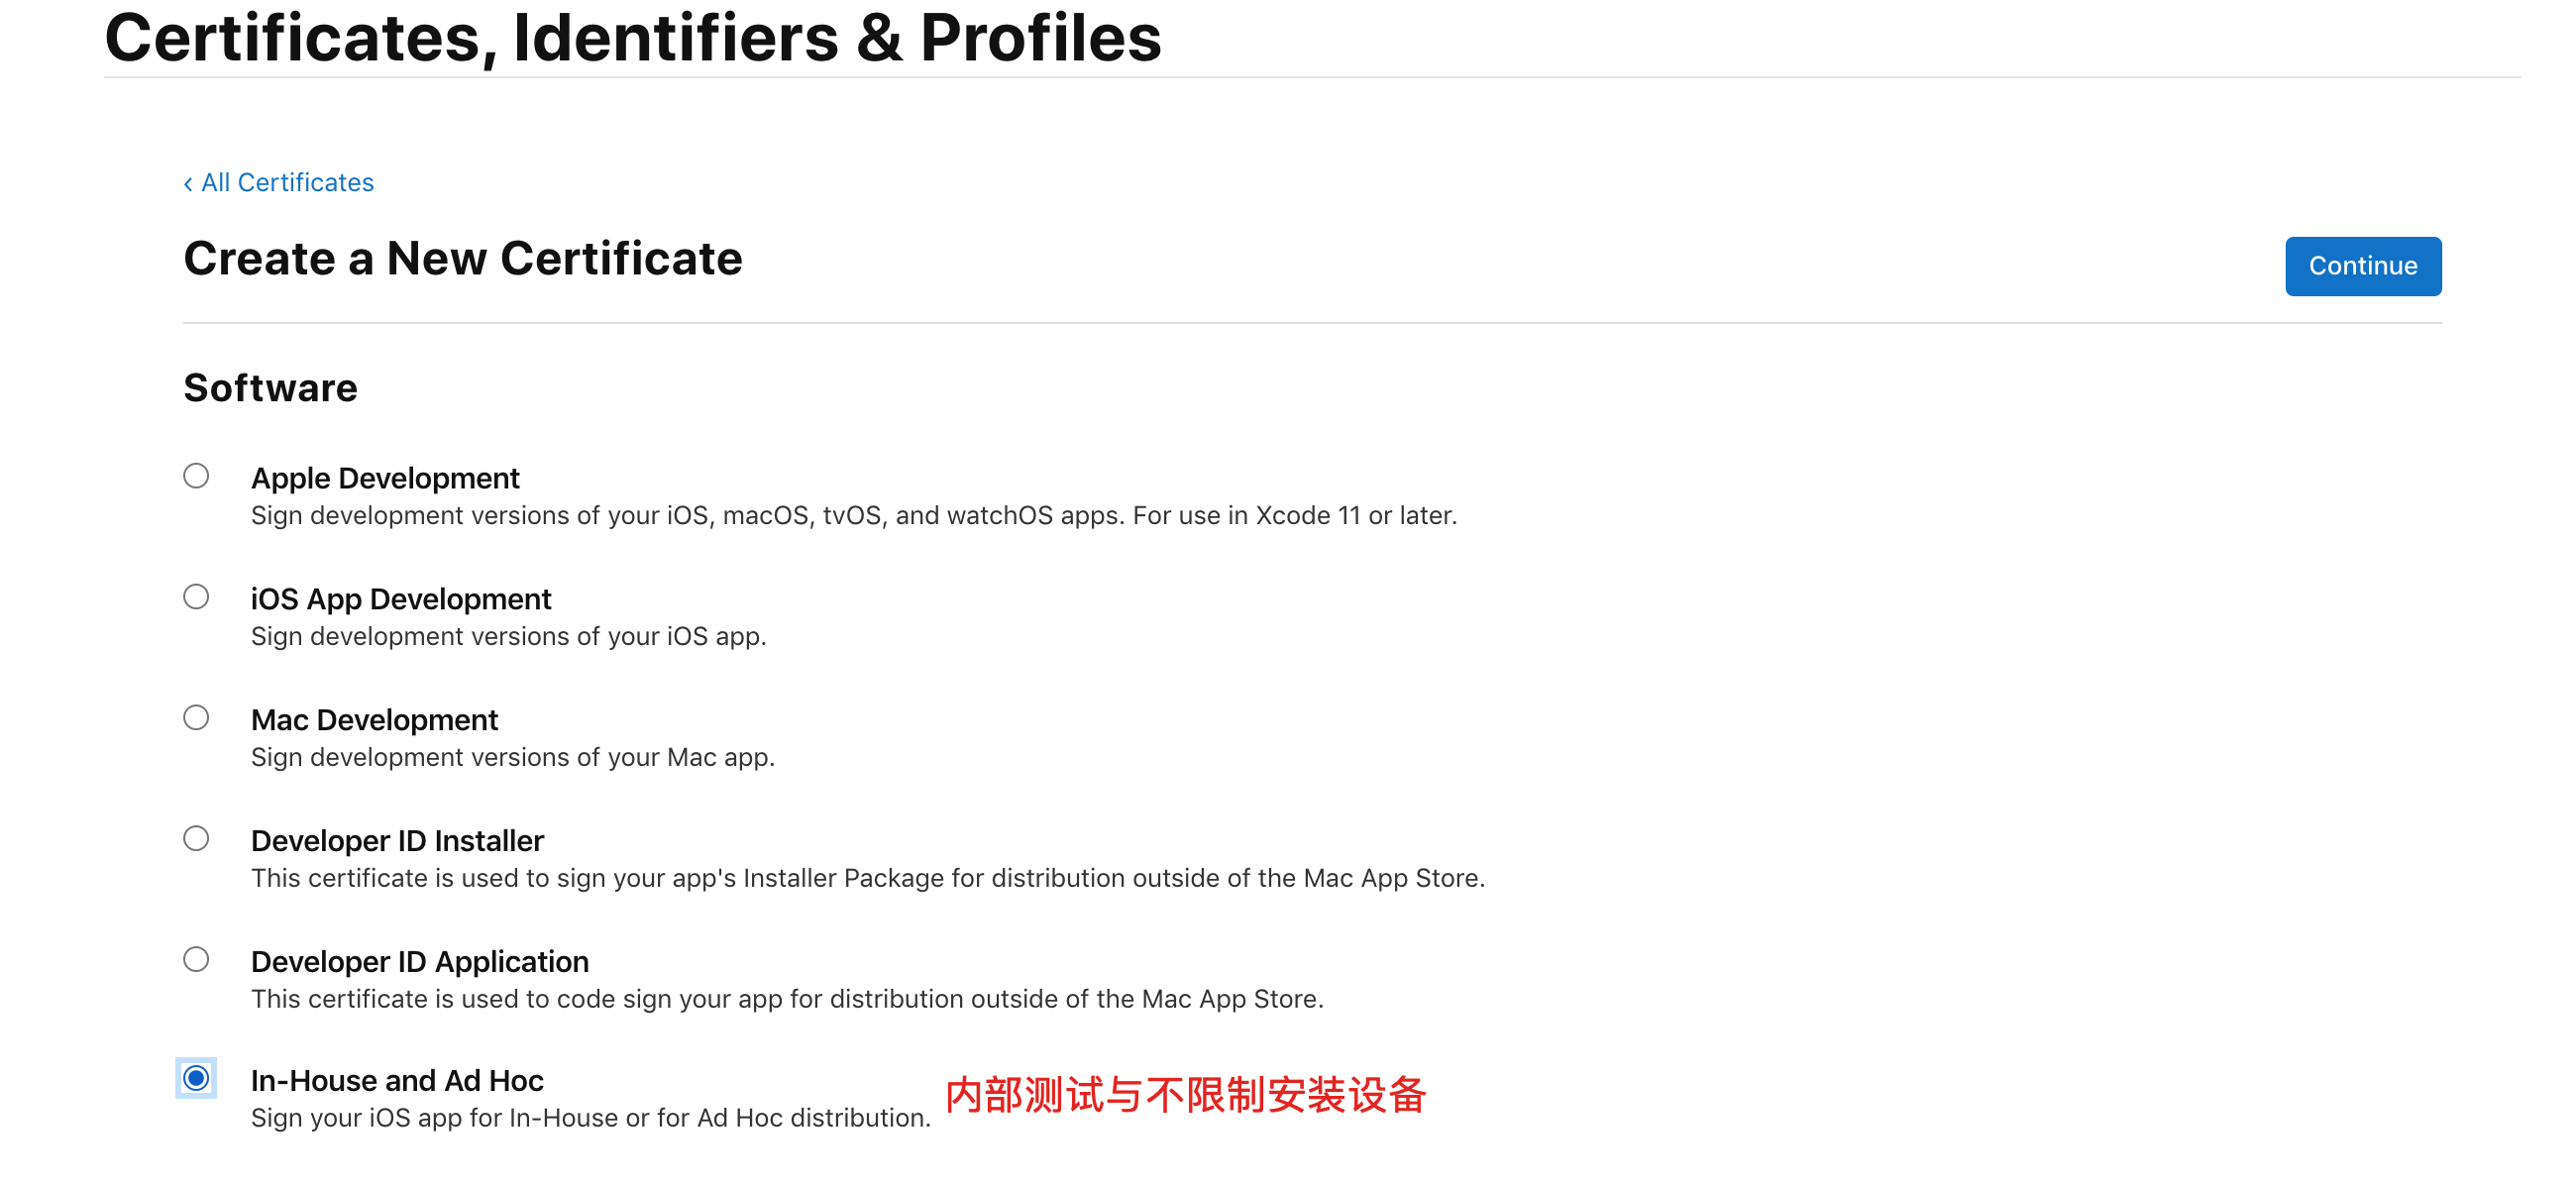 Certificates, Identifiers & Profiles
‹ All Certificates
Create a New Certificate
Continue
Software
Apple Development
Sign development versions of your iOS, macOS, tvOS, and watchOS apps. For use in Xcode 11 or later.
iOS App Development
Sign development versions of your iOS app.
Mac Development
Sign development versions of your Mac app.
Developer ID Installer
This certificate is used to sign your app's Installer Package for distribution outside of the Mac App Store.
Developer ID Application
This certificate is used to code sign your app for distribution outside of the Mac App Store.
In-House and Ad Hoc
Sign your iOS app for In-House or for Ad Hoc distribution.
内部测试与不限制安装设备